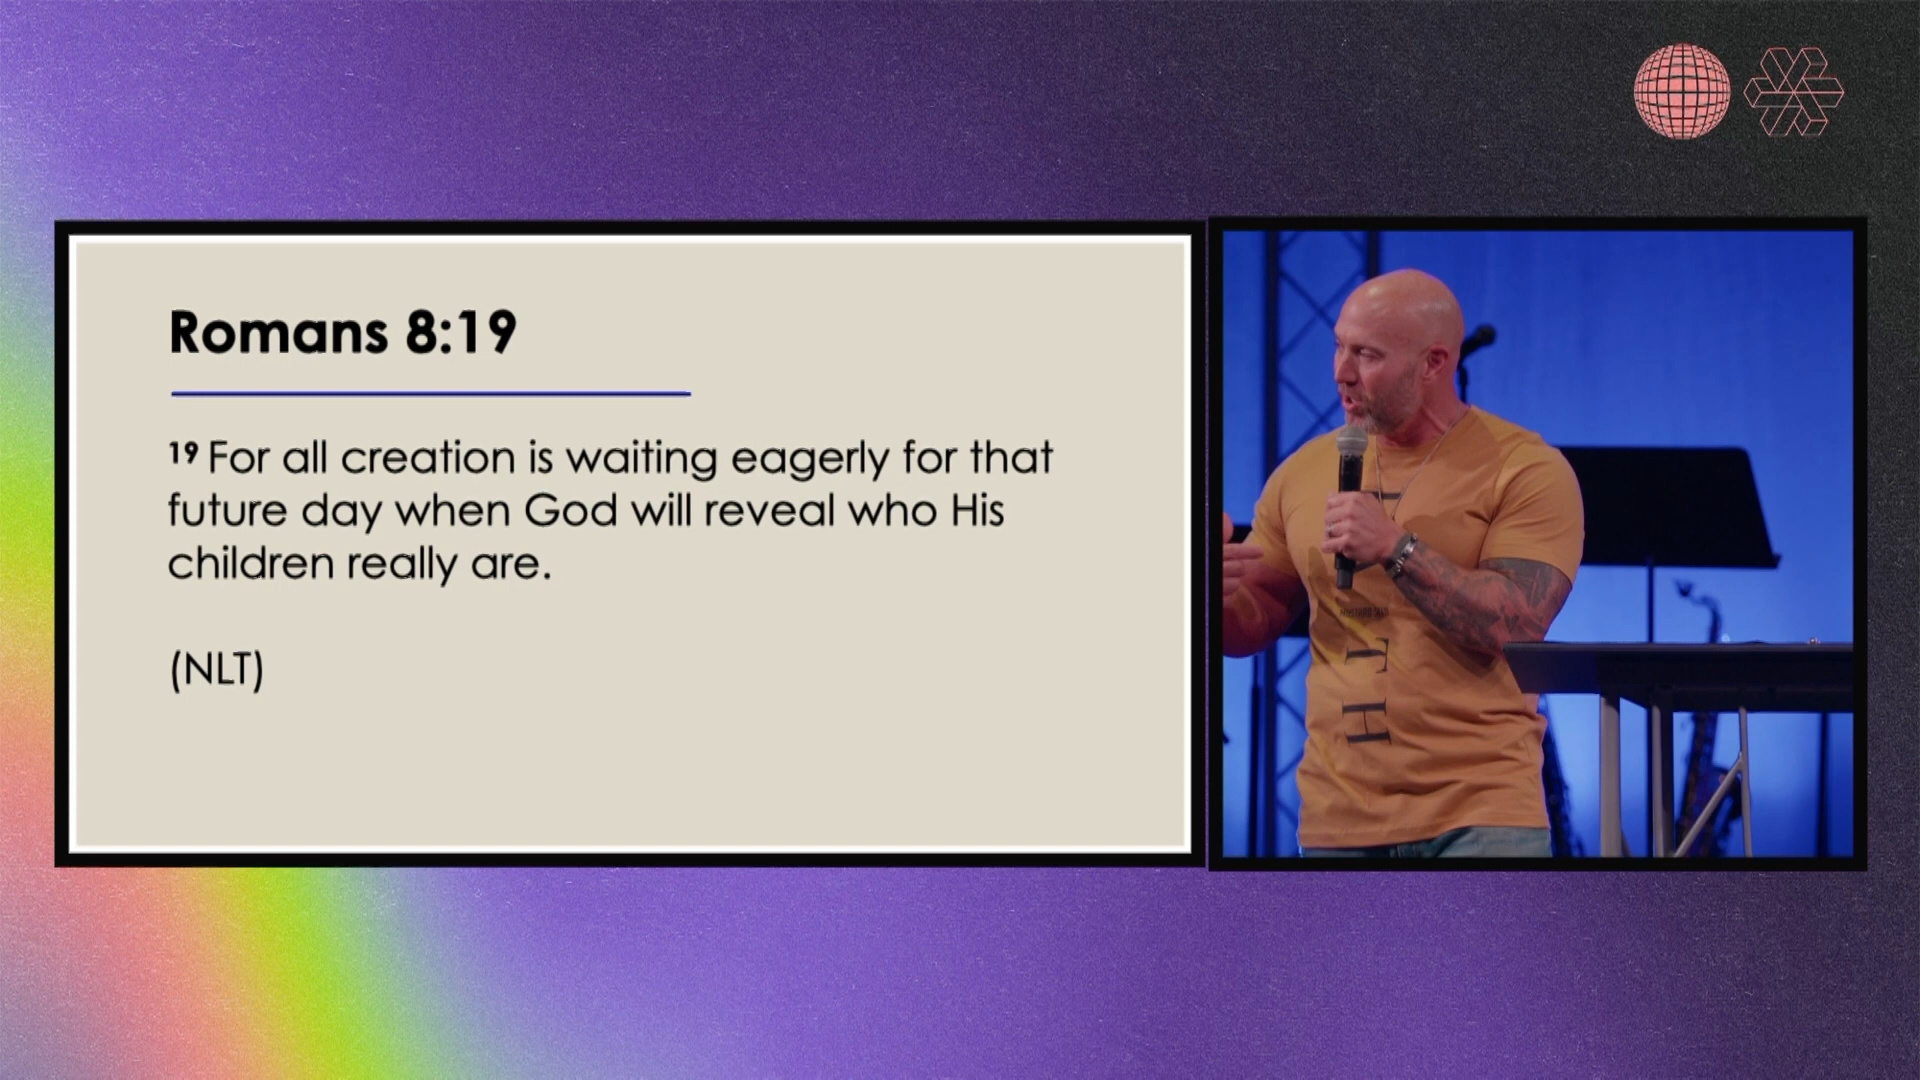 Romans 8:19
19 For all creation is waiting eagerly for that
future day when God will reveal who His
children really are.
(NLT)
T
H